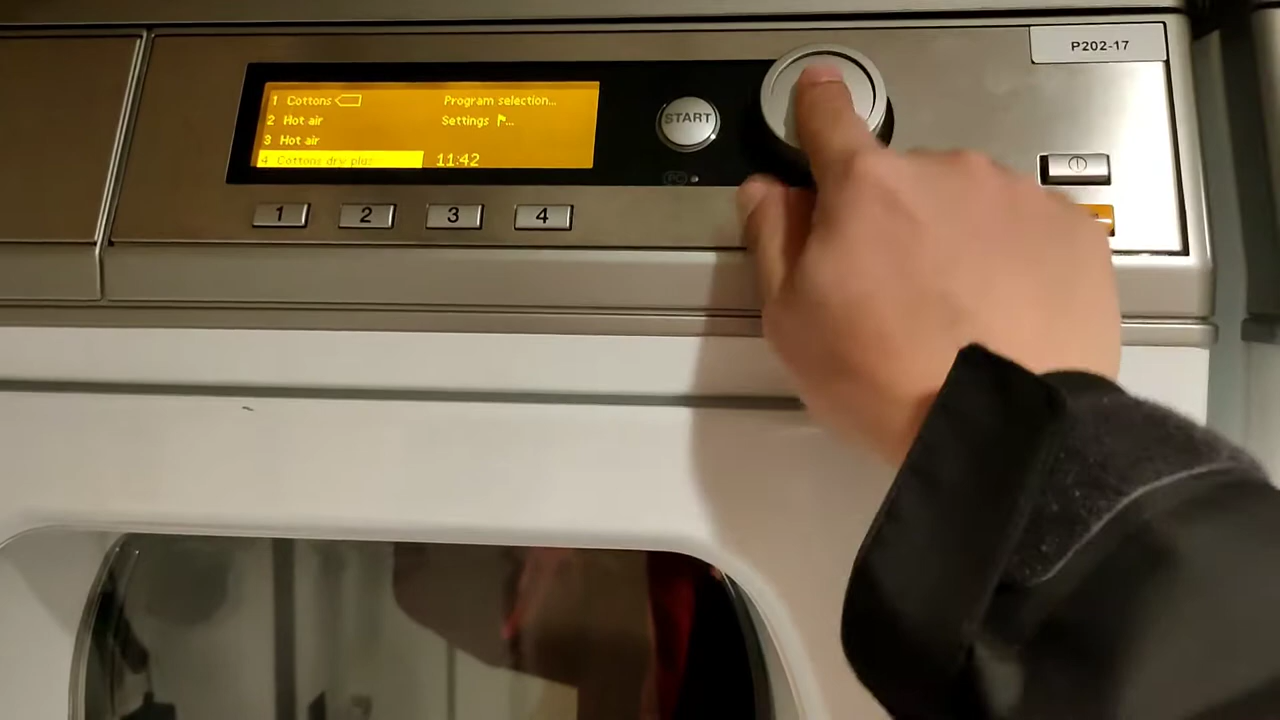 P202-17
1 Cottons
Program selection...
2 Hot air
Settings ...
3 Hot air
4 Cottons dry plus
11:42
START
PC
1 2 3 4